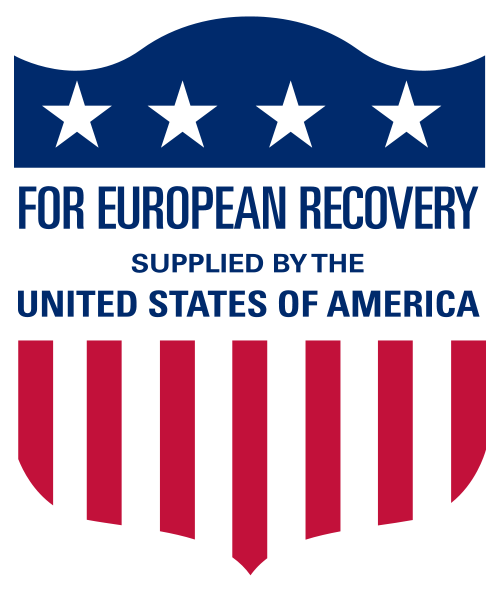 FOR EUROPEAN RECOVERY
SUPPLIED BY THE
UNITED STATES OF AMERICA